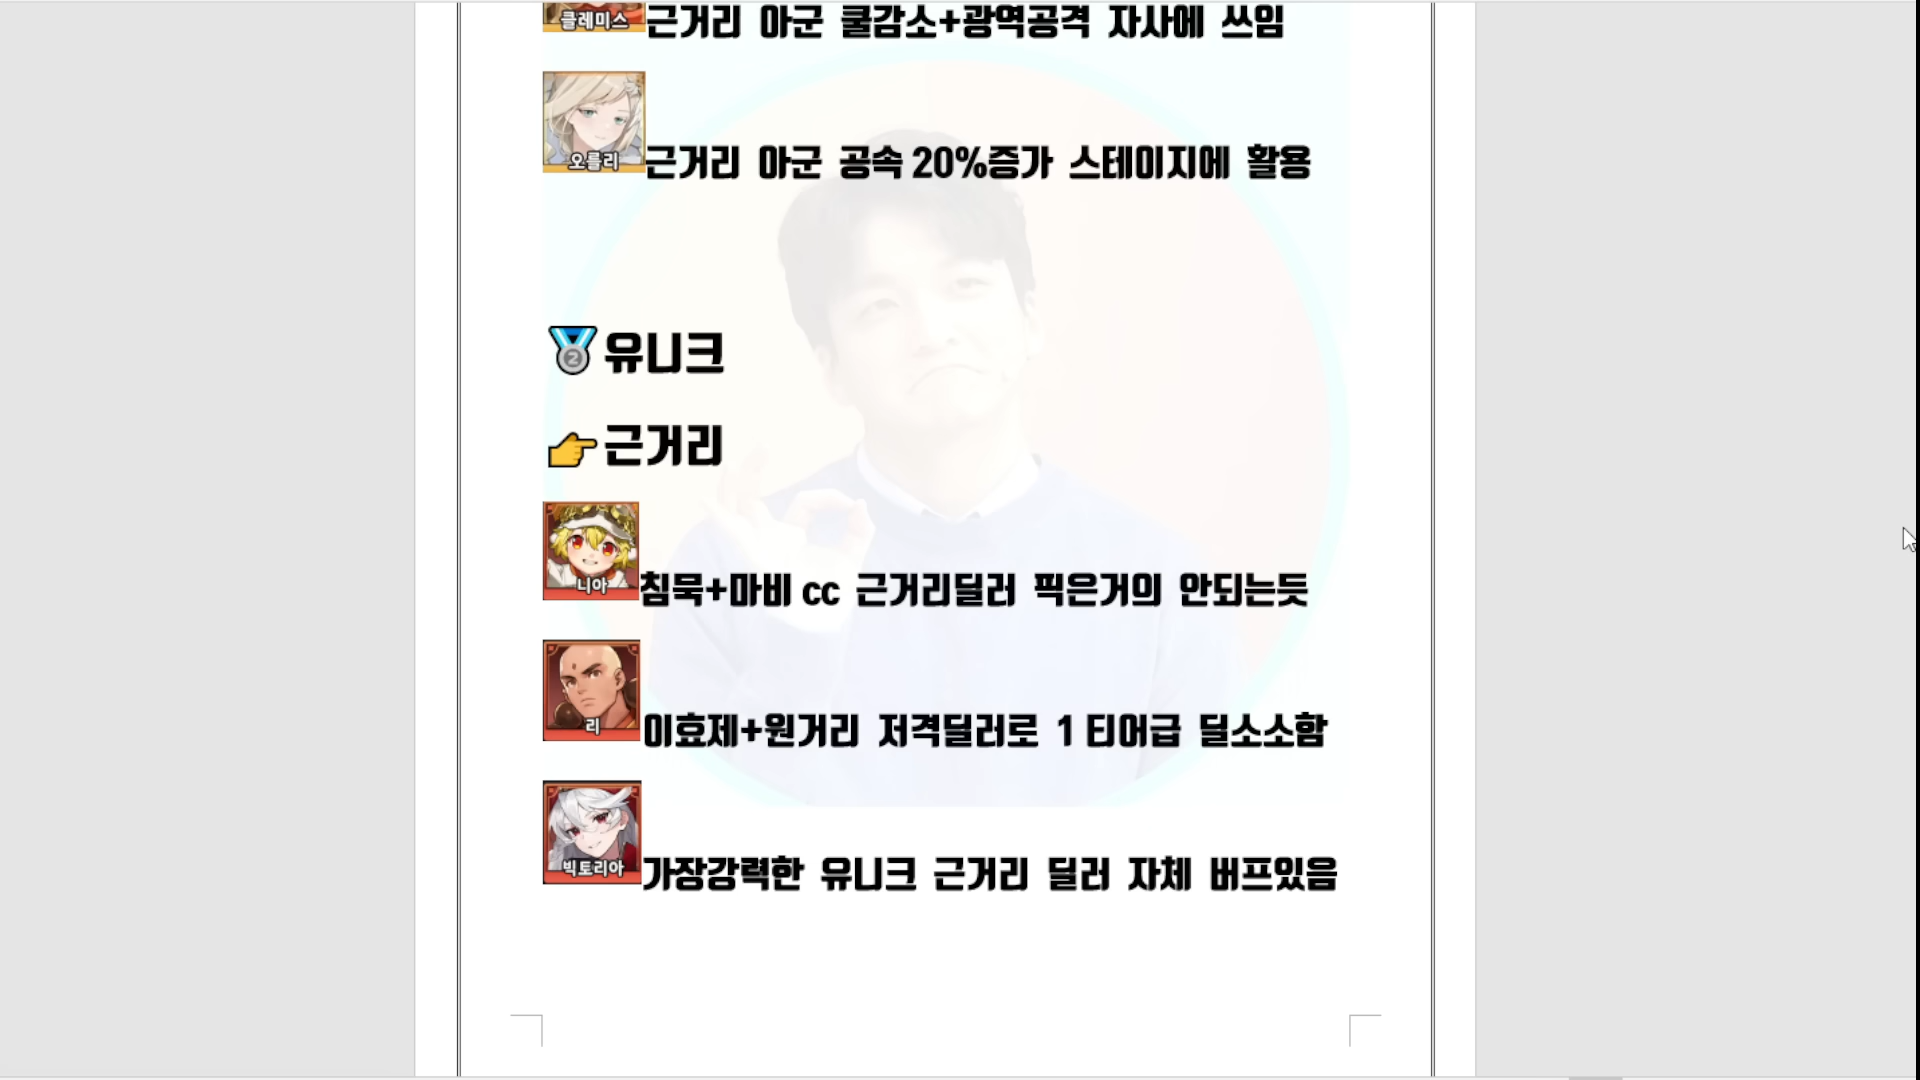 클레미스 근거리 아군 쿨감소+광역공격 자사에 쓰임
오를리 근거리 아군 공속 20%증가 스테이지에 활용
2 유니크
근거리
니아 침묵+마비 cc 근거리딜러 픽은거의 안되는듯
리 이효제+원거리 저격딜러로 1티어급 딜소소함
빅토리아 가장강력한 유니크 근거리 딜러 자체 버프있음